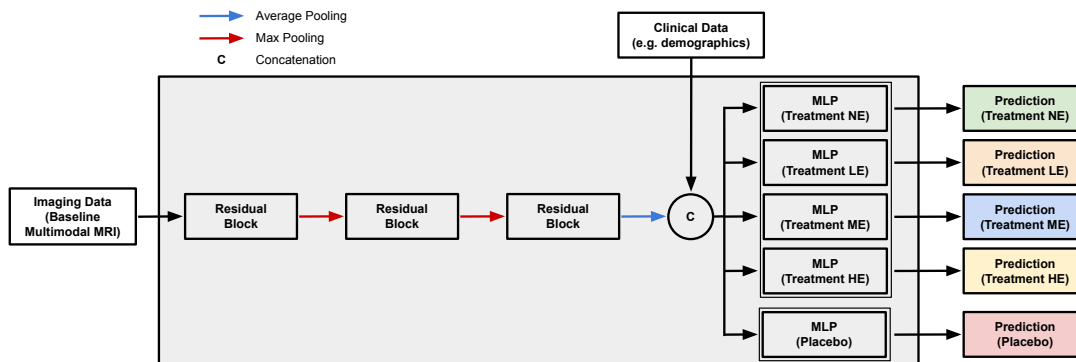 Average Pooling
Max Pooling
C Concatenation
Clinical Data
(e.g. demographics)
Imaging Data
(Baseline
Multimodal MRI)
Residual
Block
Residual
Block
Residual
Block
C
MLP
(Treatment NE)
Prediction
(Treatment NE)
MLP
(Treatment LE)
Prediction
(Treatment LE)
MLP
(Treatment ME)
Prediction
(Treatment ME)
MLP
(Treatment HE)
Prediction
(Treatment HE)
MLP
(Placebo)
Prediction
(Placebo)